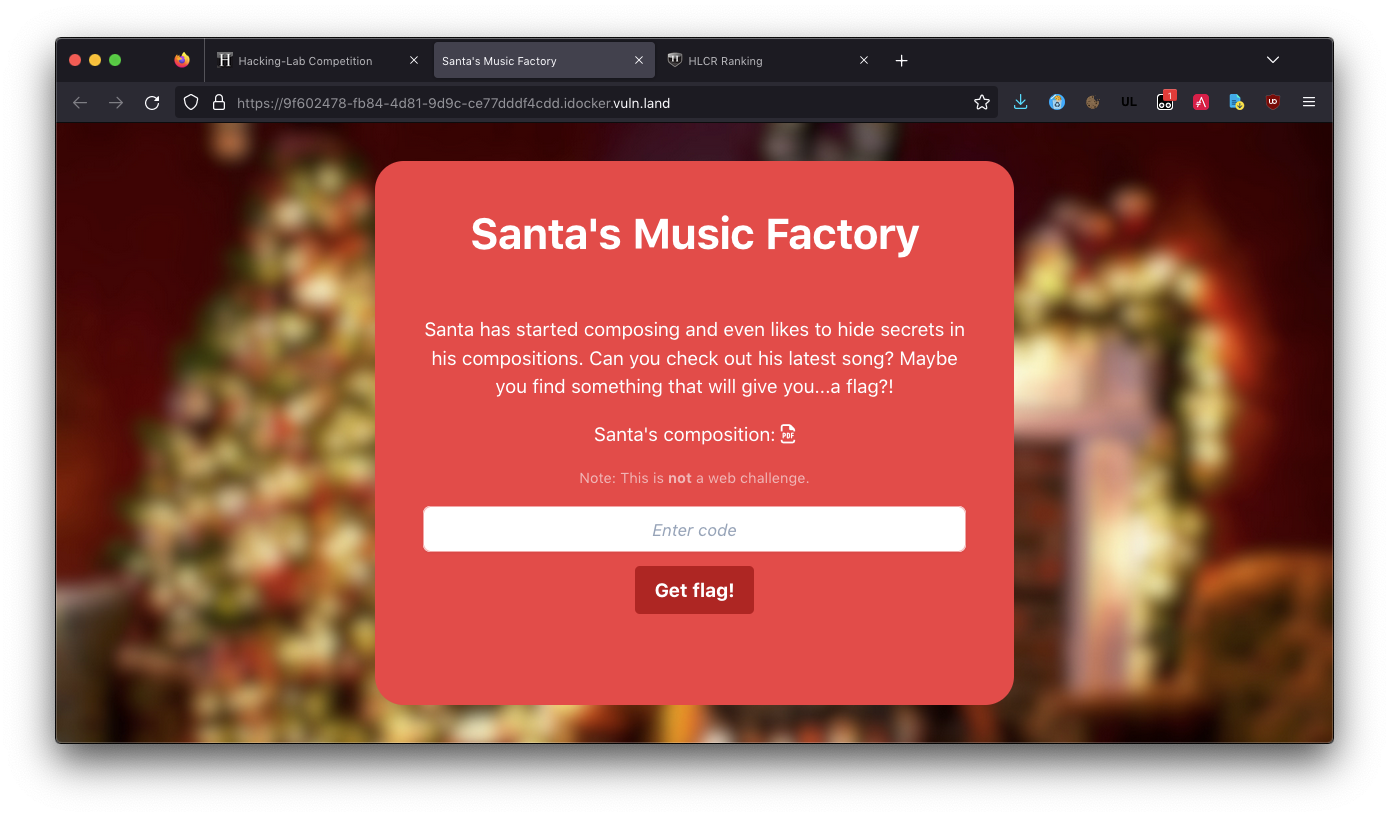 Hacking-Lab Competition
Santa's Music Factory
HLCR Ranking
https://9f602478-fb84-4d81-9d9c-ce77dddf4cdd.idocker.vuln.land
UL
1
Santa's Music Factory
Santa has started composing and even likes to hide secrets in
his compositions. Can you check out his latest song? Maybe
you find something that will give you...a flag?!
Santa's composition: PDF
Note: This is not a web challenge.
Enter code
Get flag!